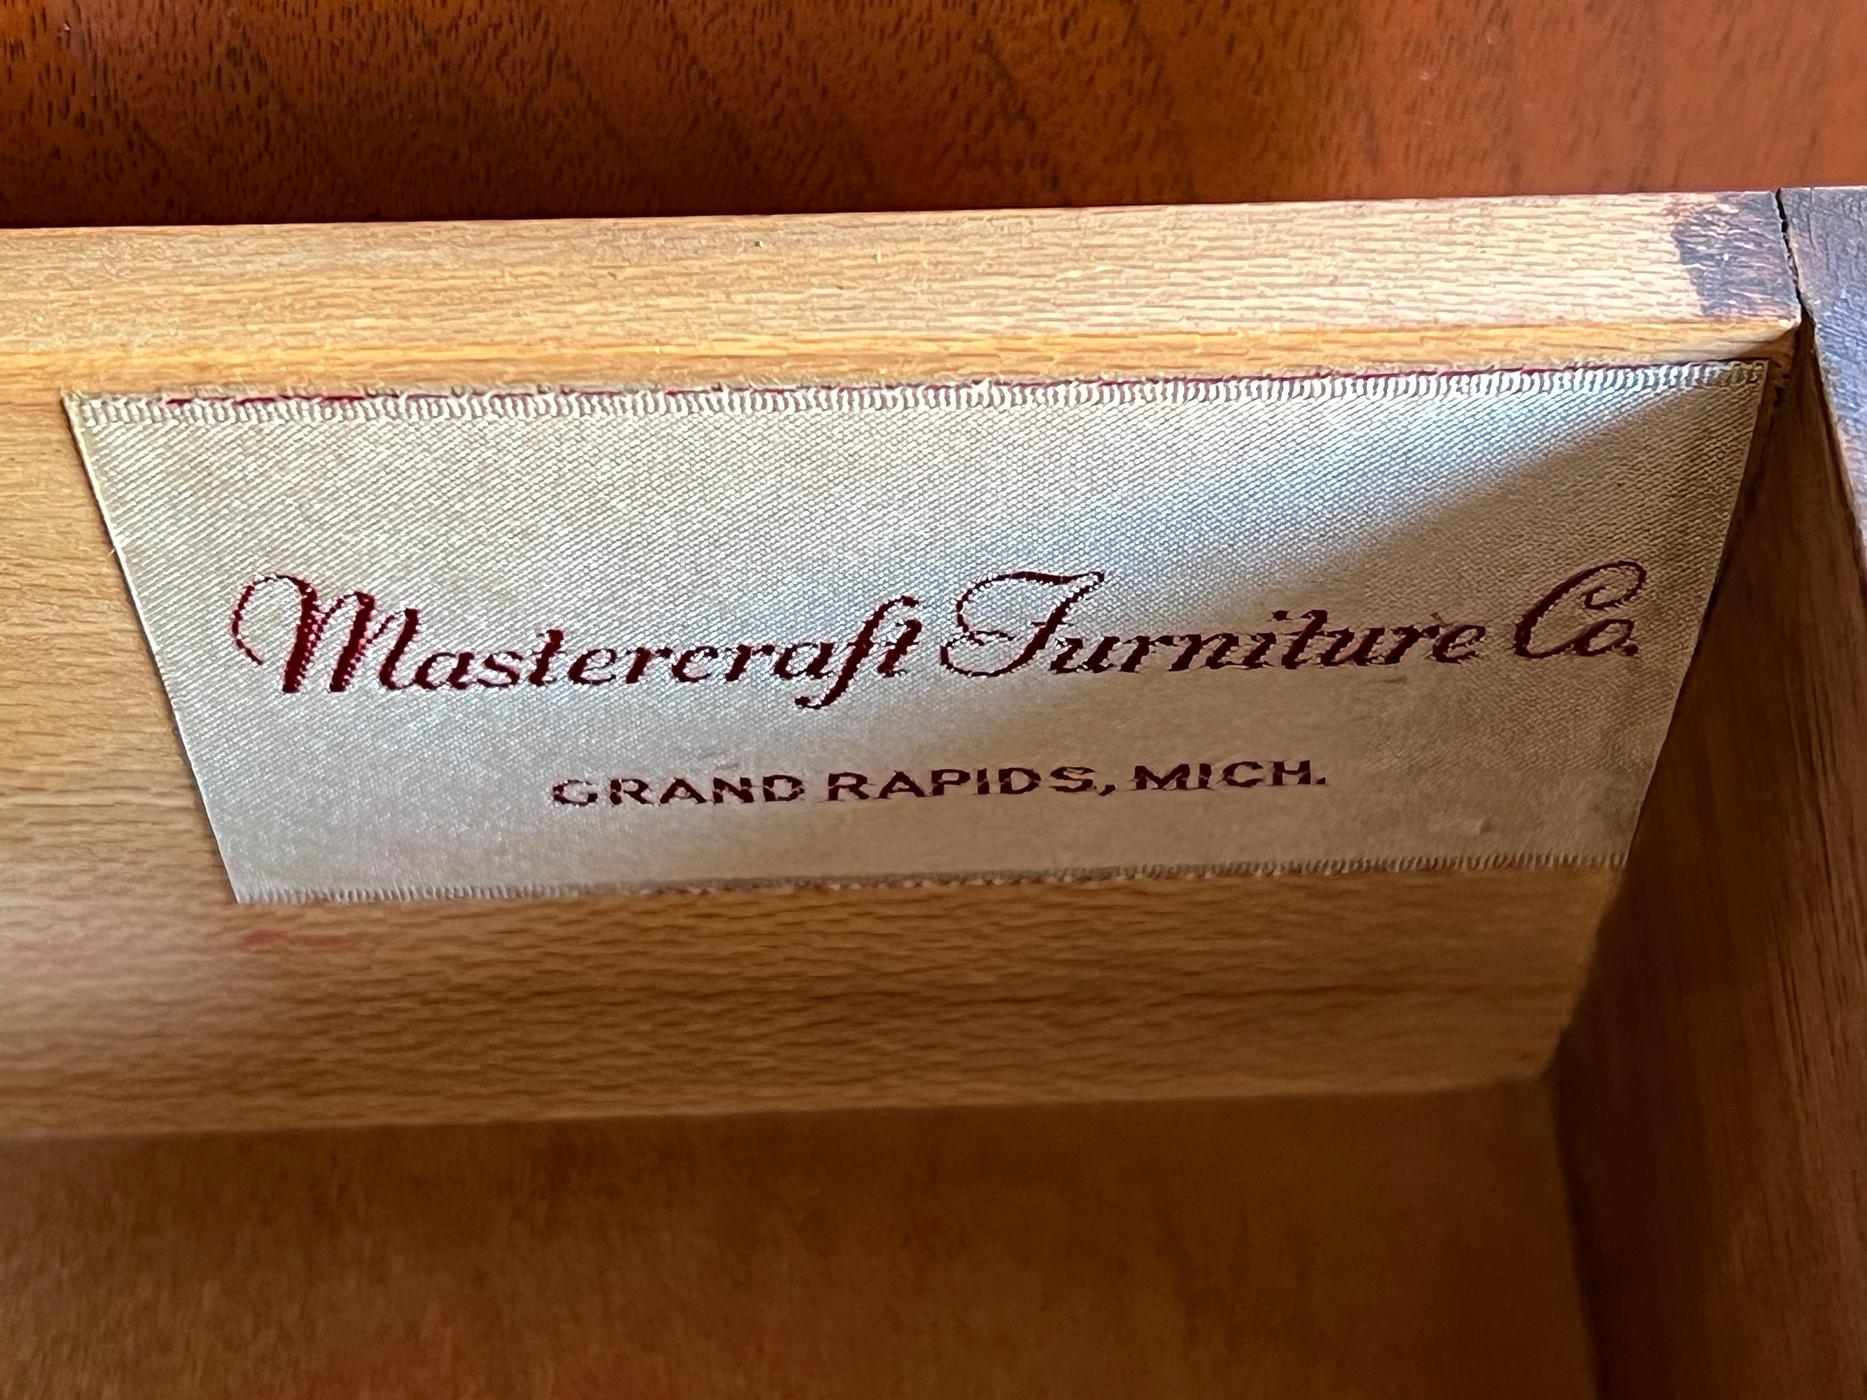 Mastercraft Furniture Co.
GRAND RAPIDS, MICH.